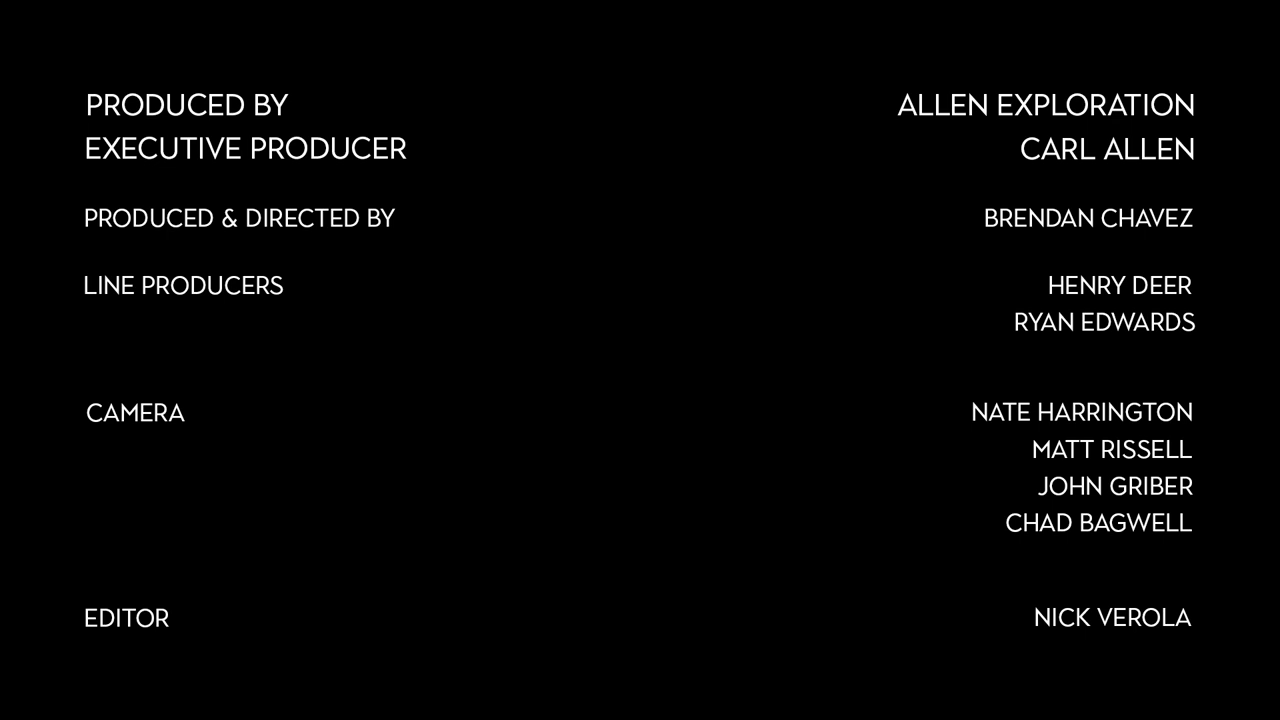 PRODUCED BY ALLEN EXPLORATION
EXECUTIVE PRODUCER CARL ALLEN
PRODUCED & DIRECTED BY BRENDAN CHAVEZ
LINE PRODUCERS HENRY DEER
RYAN EDWARDS
CAMERA NATE HARRINGTON
MATT RISSELL
JOHN GRIBER
CHAD BAGWELL
EDITOR NICK VEROLA